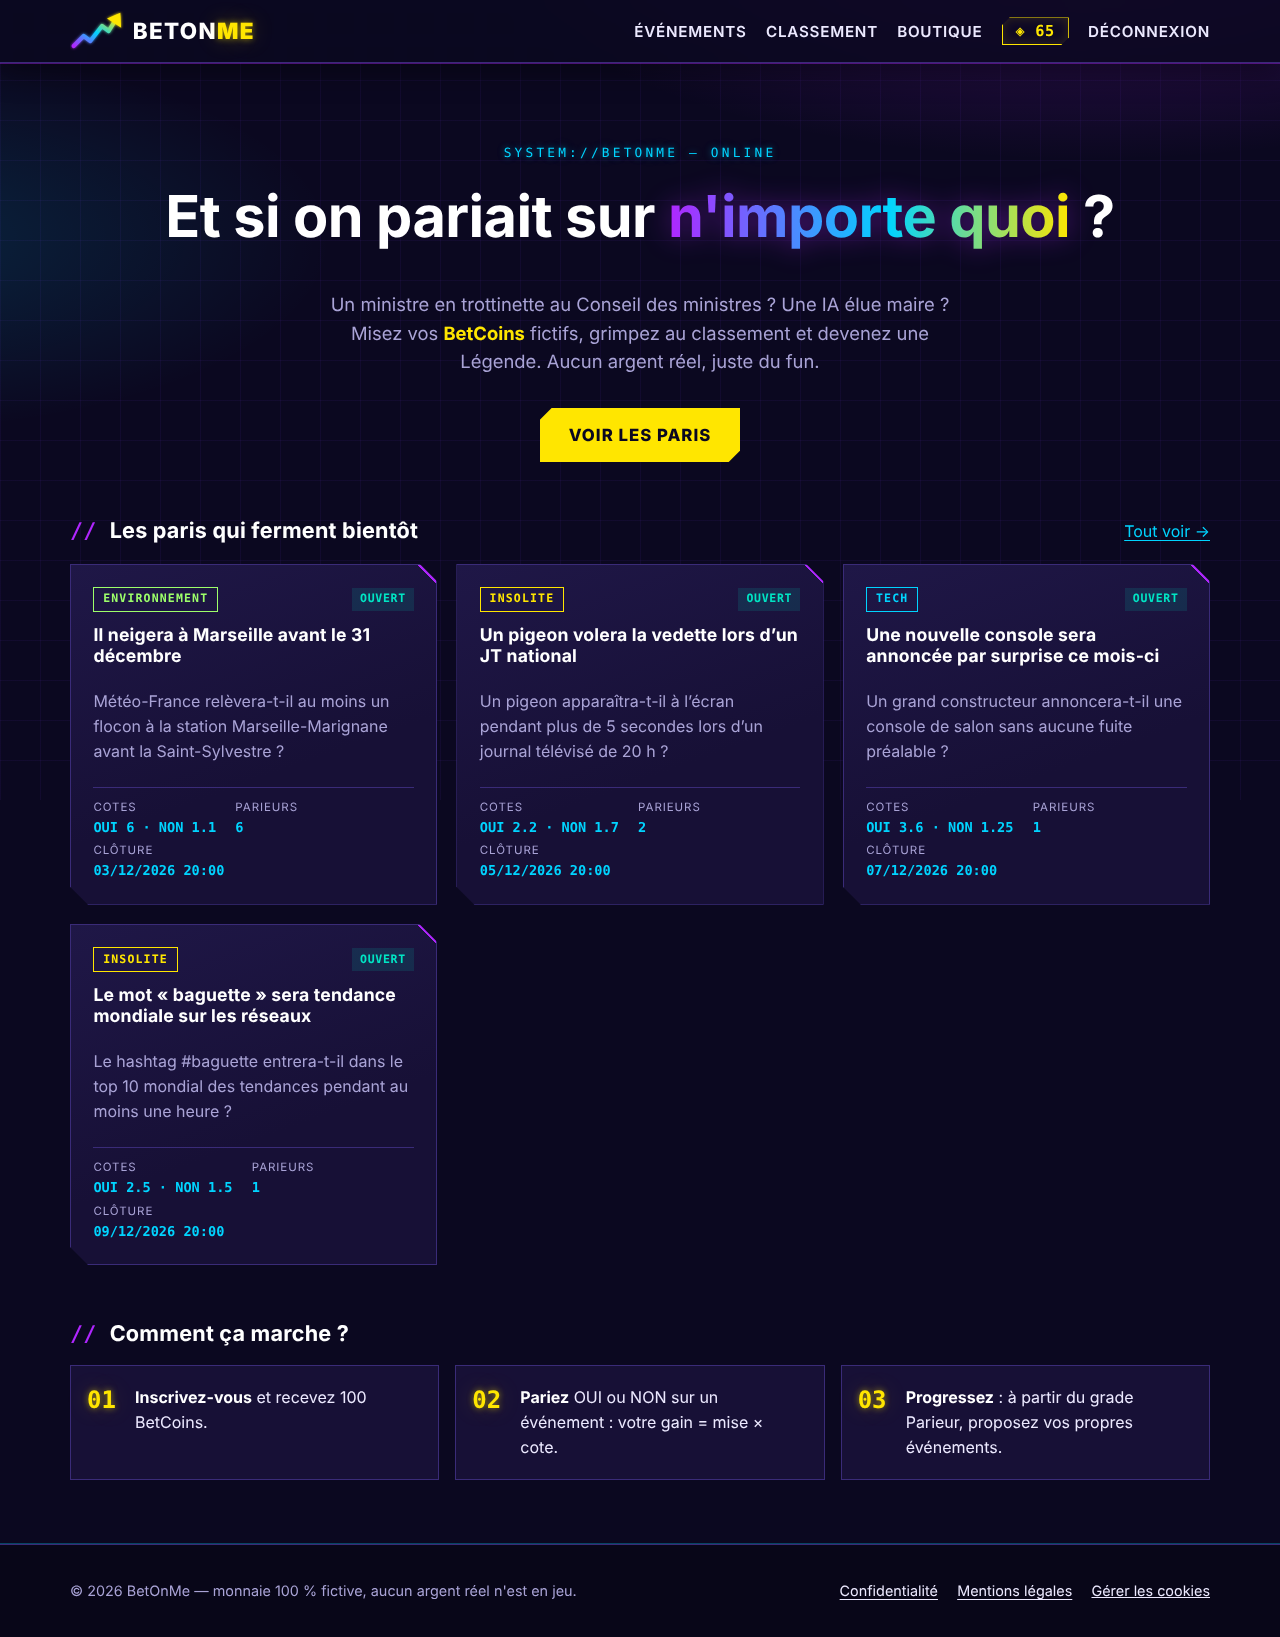 BETONME
ÉVÉNEMENTS CLASSEMENT BOUTIQUE ◈ 65 DÉCONNEXION
SYSTEM://BETONME — ONLINE
Et si on pariait sur n'importe quoi ?
Un ministre en trottinette au Conseil des ministres ? Une IA élue maire ?
Misez vos BetCoins fictifs, grimpez au classement et devenez une
Légende. Aucun argent réel, juste du fun.
VOIR LES PARIS
// Les paris qui ferment bientôt
Tout voir →
ENVIRONNEMENT OUVERT
Il neigera à Marseille avant le 31
décembre
Météo-France relèvera-t-il au moins un
flocon à la station Marseille-Marignane
avant la Saint-Sylvestre ?
COTES PARIEURS
OUI 6 · NON 1.1 6
CLÔTURE
03/12/2026 20:00
INSOLITE OUVERT
Un pigeon volera la vedette lors d’un
JT national
Un pigeon apparaîtra-t-il à l’écran
pendant plus de 5 secondes lors d’un
journal télévisé de 20 h ?
COTES PARIEURS
OUI 2.2 · NON 1.7 2
CLÔTURE
05/12/2026 20:00
TECH OUVERT
Une nouvelle console sera
annoncée par surprise ce mois-ci
Un grand constructeur annoncera-t-il une
console de salon sans aucune fuite
préalable ?
COTES PARIEURS
OUI 3.6 · NON 1.25 1
CLÔTURE
07/12/2026 20:00
INSOLITE OUVERT
Le mot « baguette » sera tendance
mondiale sur les réseaux
Le hashtag #baguette entrera-t-il dans le
top 10 mondial des tendances pendant au
moins une heure ?
COTES PARIEURS
OUI 2.5 · NON 1.5 1
CLÔTURE
09/12/2026 20:00
// Comment ça marche ?
01 Inscrivez-vous et recevez 100
BetCoins.
02 Pariez OUI ou NON sur un
événement : votre gain = mise ×
cote.
03 Progressez : à partir du grade
Parieur, proposez vos propres
événements.
© 2026 BetOnMe — monnaie 100 % fictive, aucun argent réel n'est en jeu.
Confidentialité Mentions légales Gérer les cookies